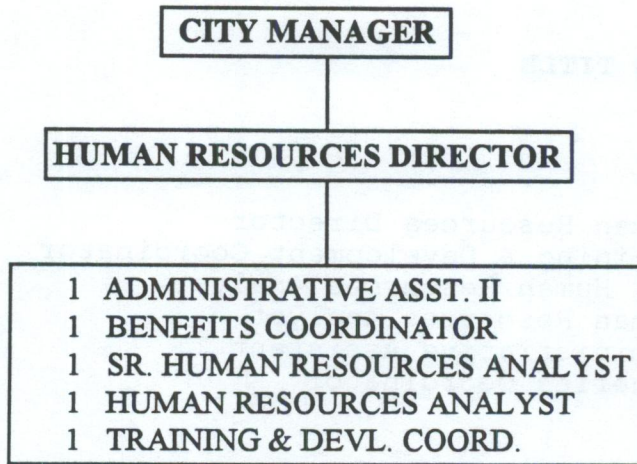 CITY MANAGER
TITLE
HUMAN RESOURCES DIRECTOR
1 ADMINISTRATIVE ASST. II
1 BENEFITS COORDINATOR
1 SR. HUMAN RESOURCES ANALYST
1 HUMAN RESOURCES ANALYST
1 TRAINING & DEVL. COORD.